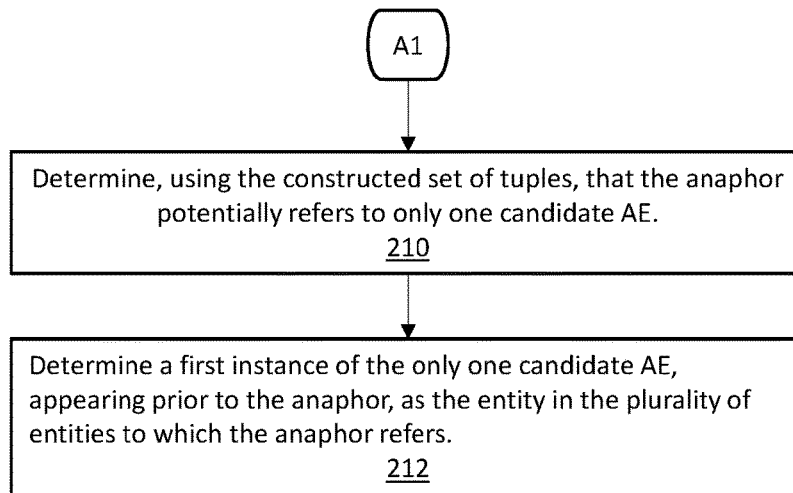 A1
Determine, using the constructed set of tuples, that the anaphor
potentially refers to only one candidate AE.
210
Determine a first instance of the only one candidate AE,
appearing prior to the anaphor, as the entity in the plurality of
entities to which the anaphor refers.
212